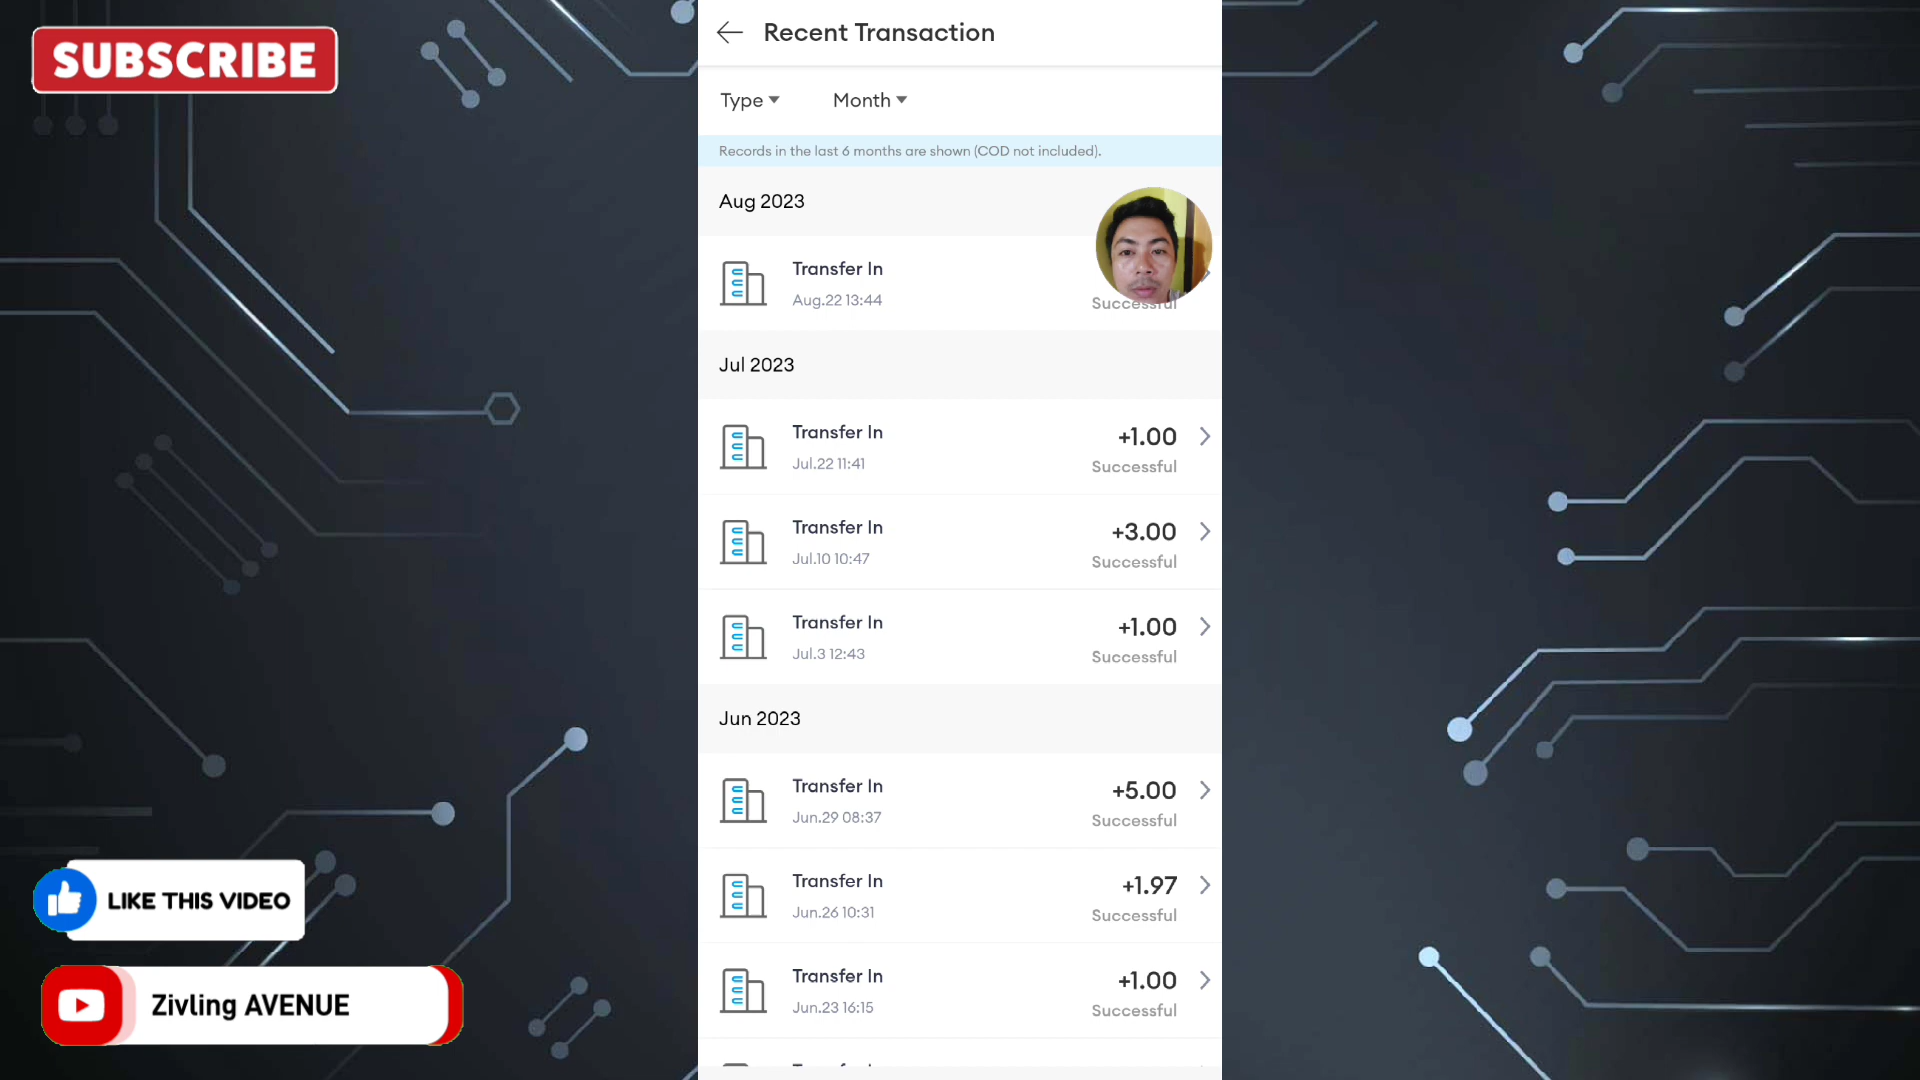 SUBSCRIBE
Recent Transaction
Type
Month
Records in the last 6 months are shown (COD not included).
Aug 2023
Transfer In
Aug.22 13:44
Successful
Jul 2023
Transfer In
+1.00
Jul.22 11:41
Successful
Transfer In
+3.00
Jul.10 10:47
Successful
Transfer In
+1.00
Jul.3 12:43
Successful
Jun 2023
Transfer In
+5.00
Jun.29 08:37
Successful
Transfer In
+1.97
Jun.26 10:31
Successful
Transfer In
+1.00
Jun.23 16:15
Successful
LIKE THIS VIDEO
Zivling AVENUE